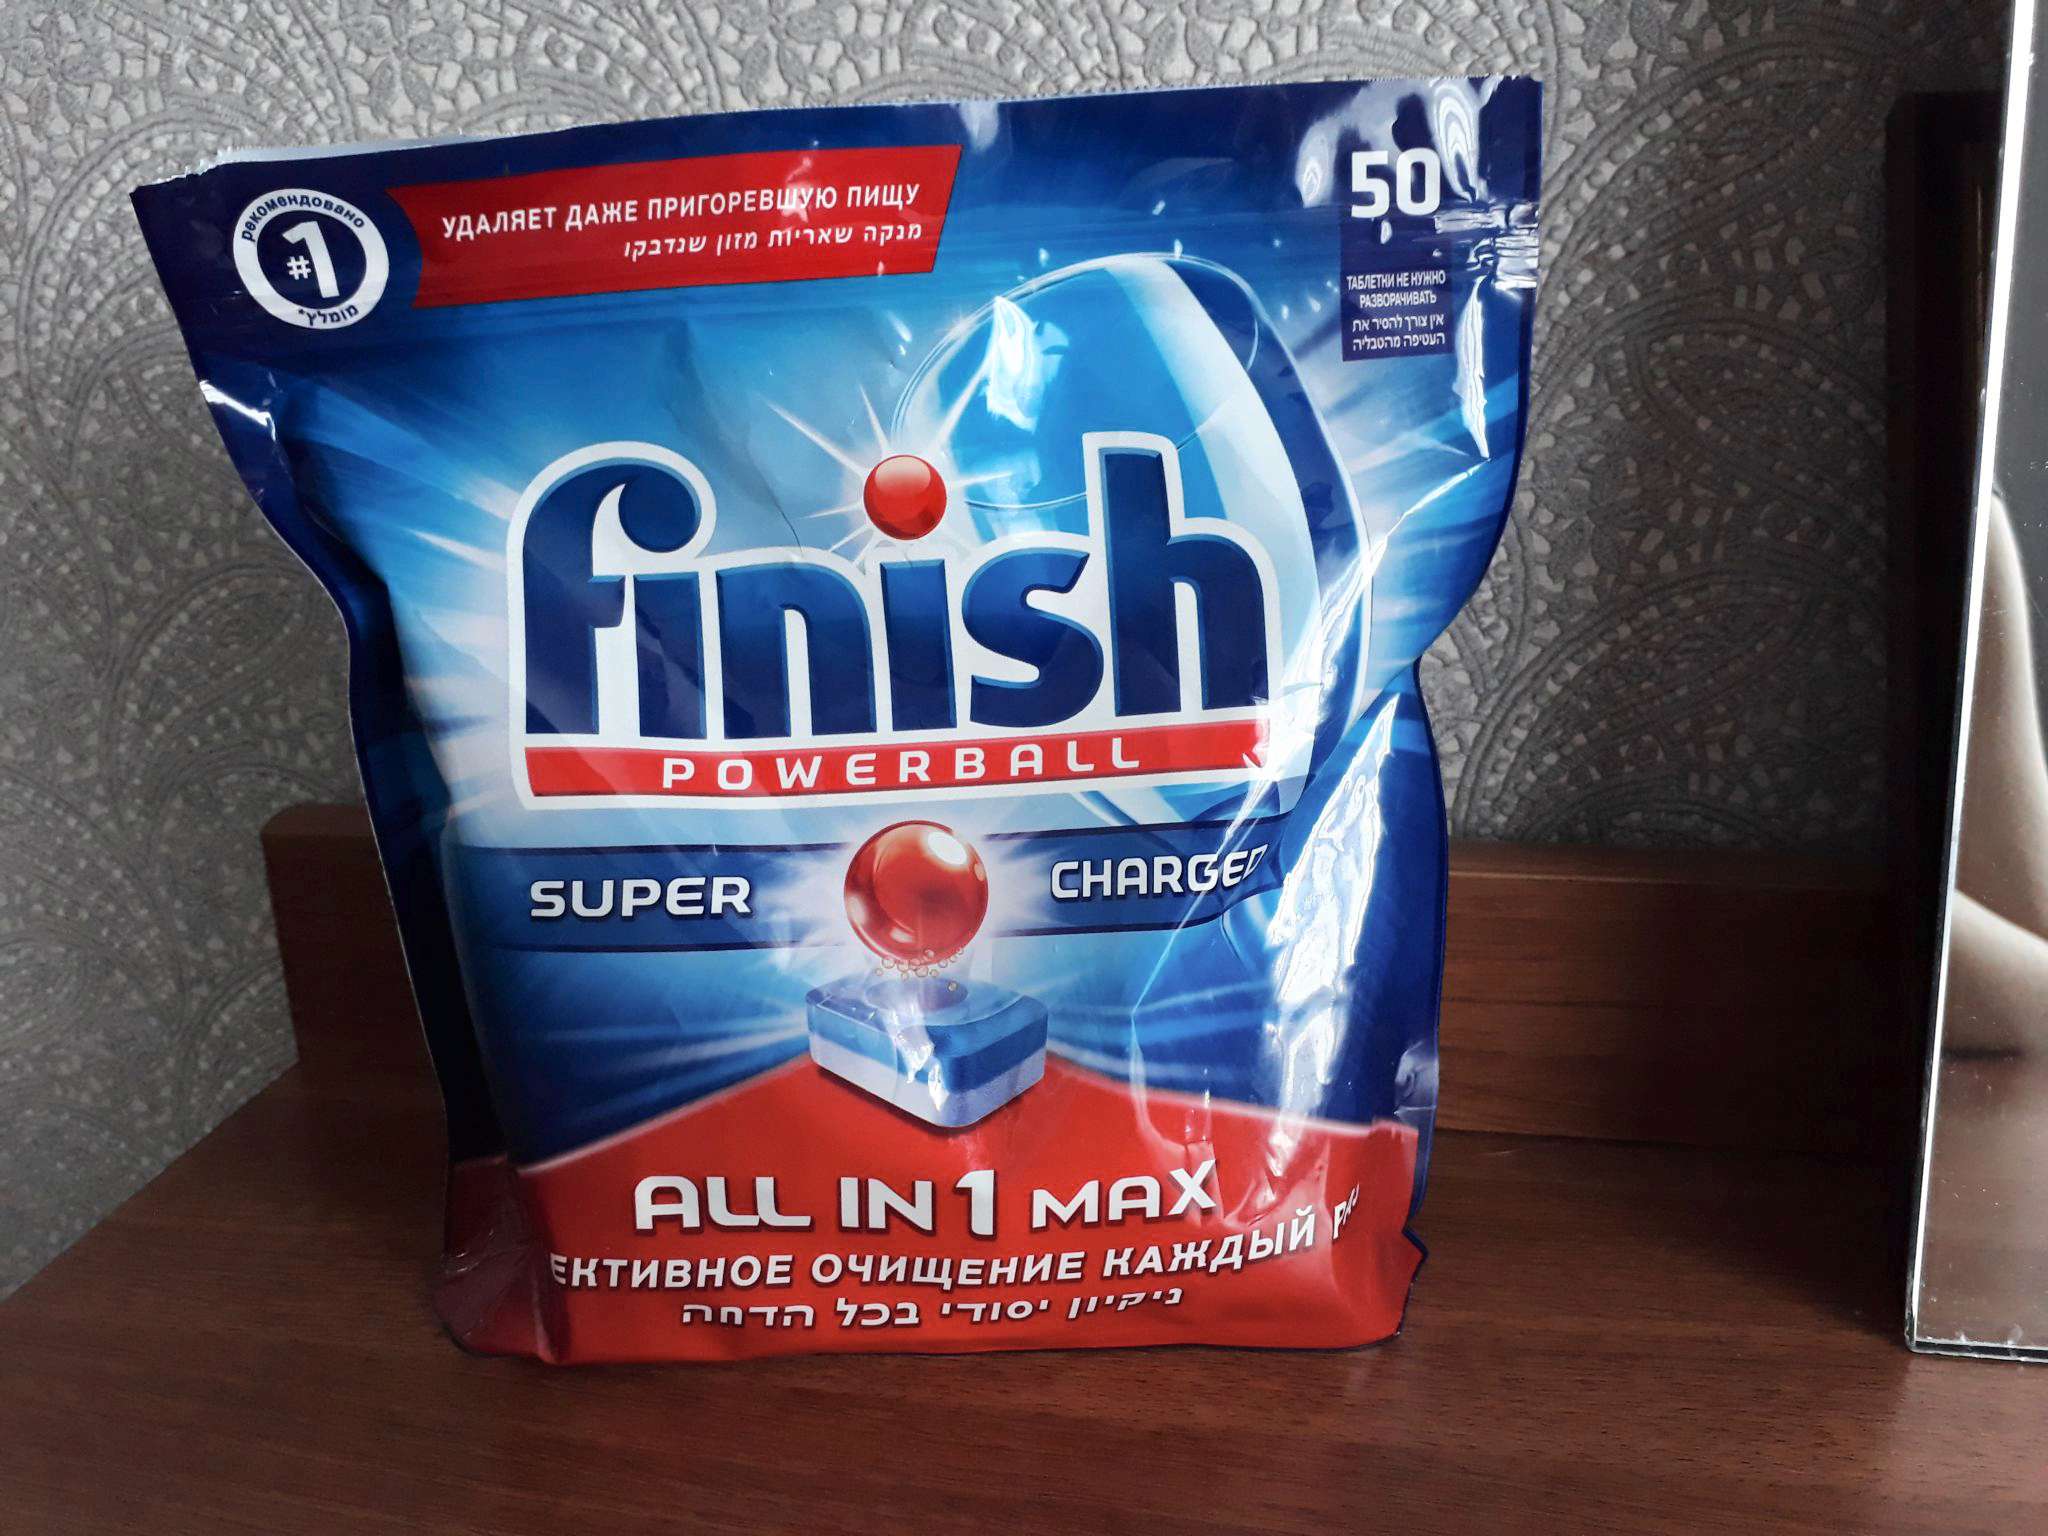 рекомендовано
#1
מומלץ*
УДАЛЯЕТ ДАЖЕ ПРИГОРЕВШУЮ ПИЩУ
מנקה שאריות מזון שנדבקו
50
ТАБЛЕТКИ НЕ НУЖНО
РАЗВОРАЧИВАТЬ
אין צורך להסיר את
העטיפה מהטבליה
finish
POWERBALL
SUPER CHARGED
ALL IN 1 MAX
ЕКТИВНОЕ ОЧИЩЕНИЕ КАЖДЫЙ РАЗ
ניקיון יסודי בכל הדחה